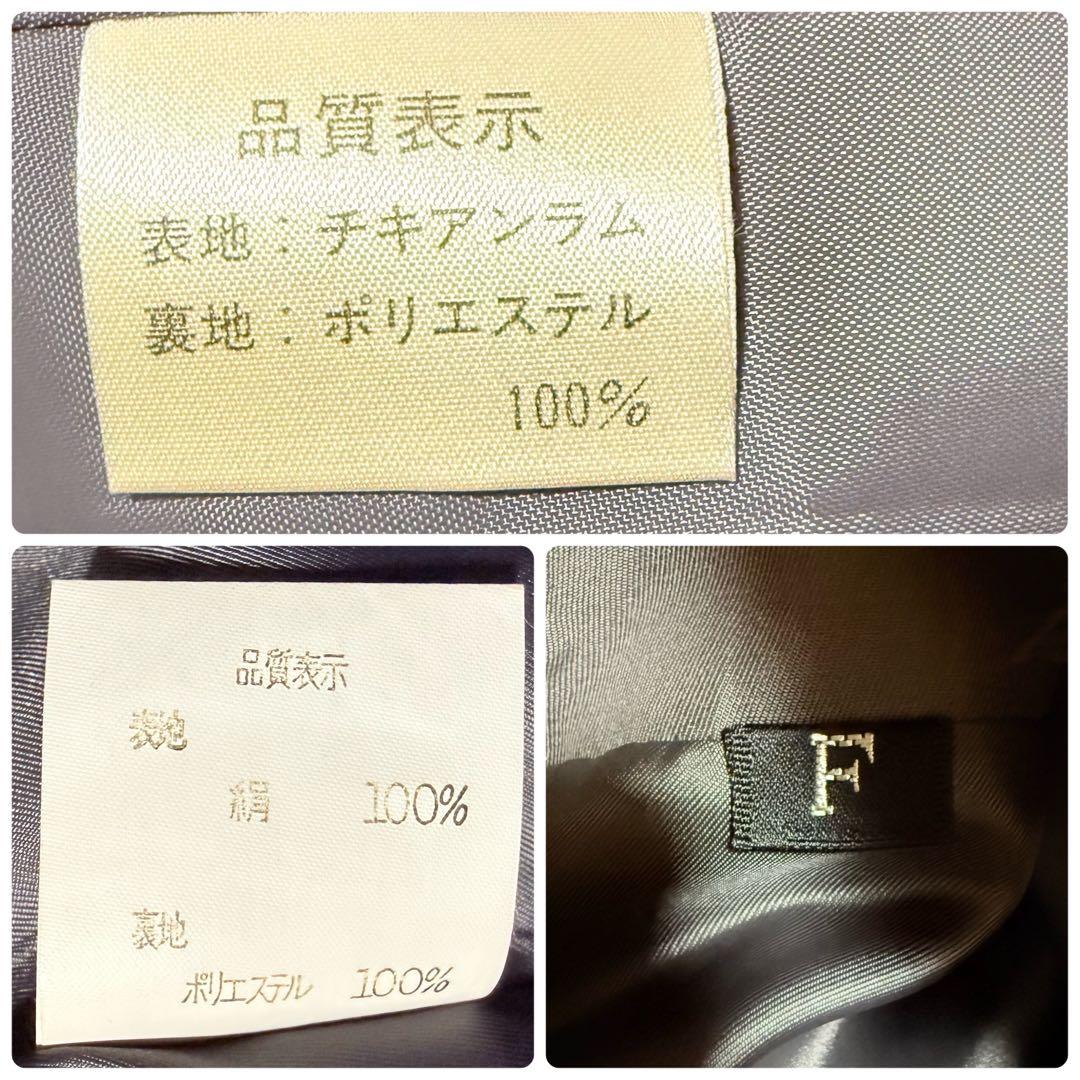 品質表示
表地：チキアンラム
裏地：ポリエステル
100%
品質表示
表地
絹 100%
裏地
ポリエステル 100%
F